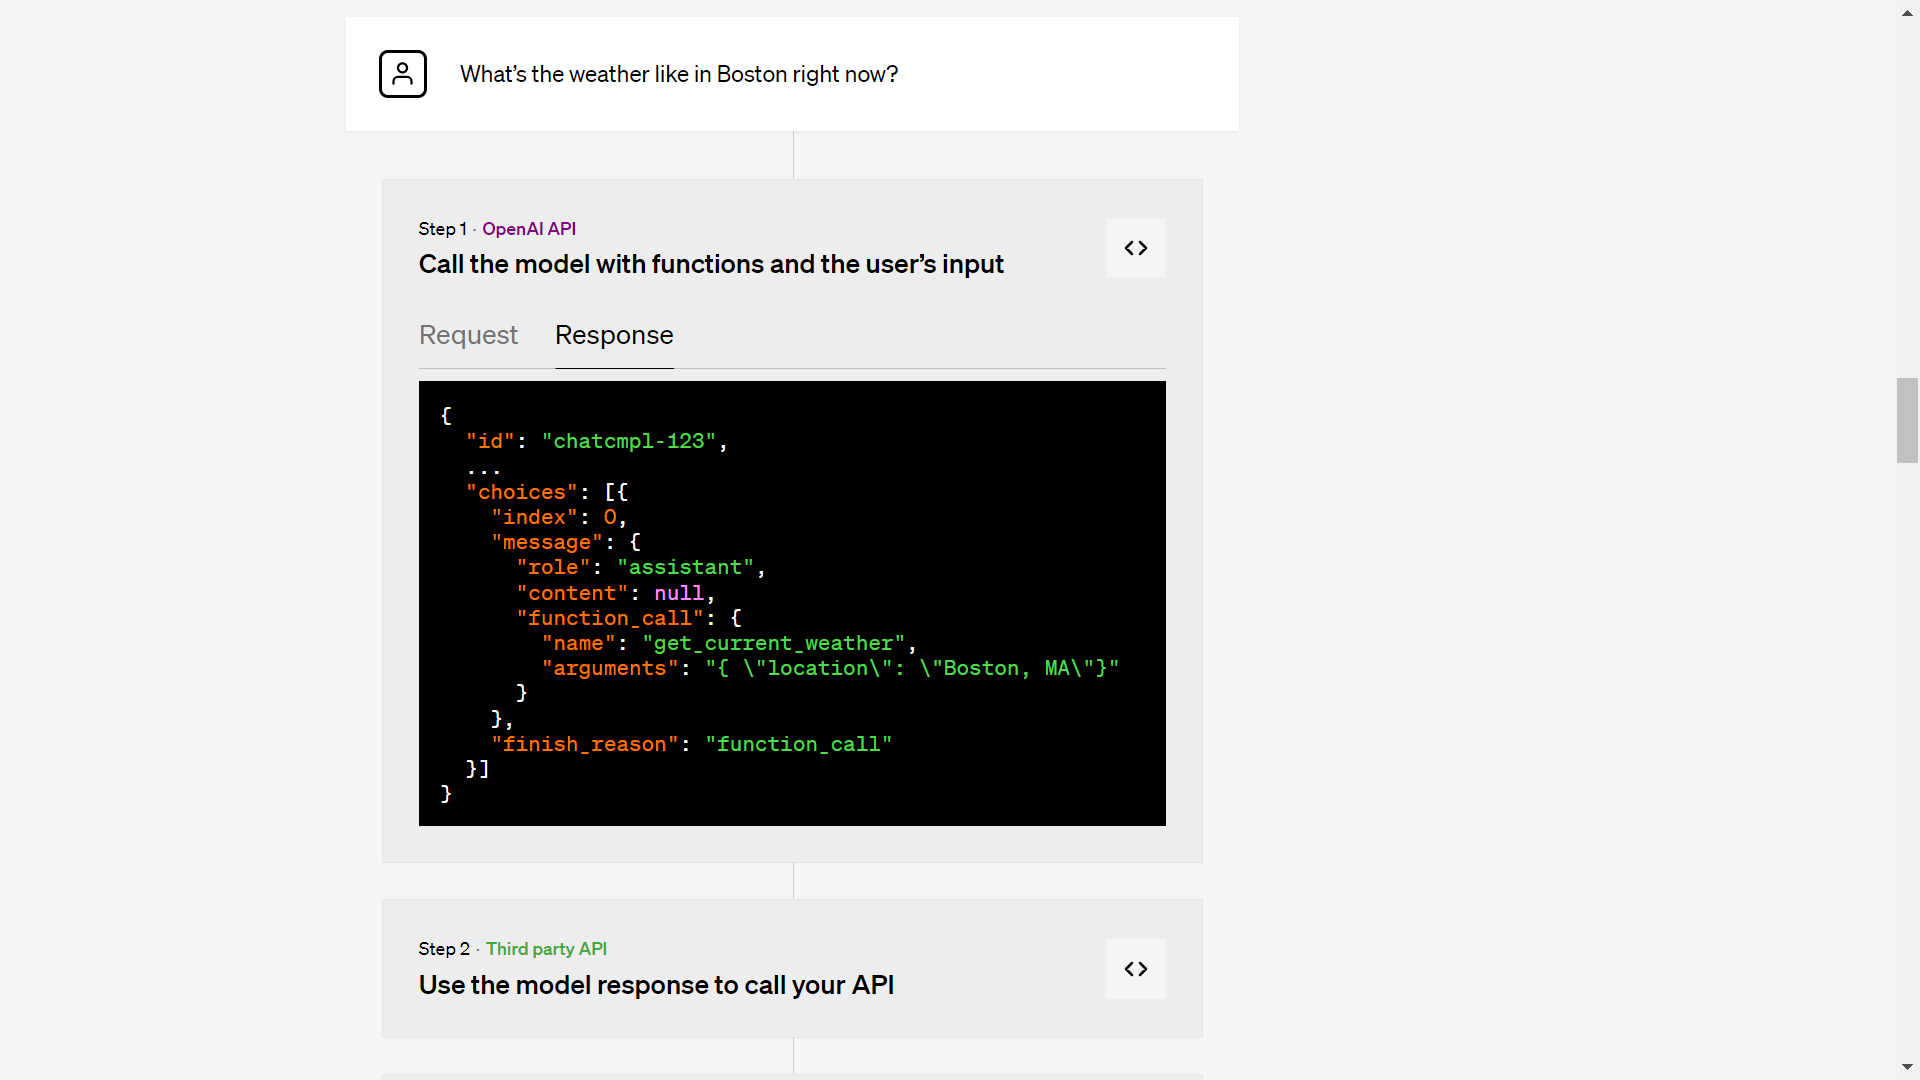 What’s the weather like in Boston right now?
Step 1 · OpenAI API
Call the model with functions and the user’s input
Request Response
{
  "id": "chatcmpl-123",
  ...
  "choices": [{
    "index": 0,
    "message": {
      "role": "assistant",
      "content": null,
      "function_call": {
        "name": "get_current_weather",
        "arguments": "{ \"location\": \"Boston, MA\"}"
      }
    },
    "finish_reason": "function_call"
  }]
}
Step 2 · Third party API
Use the model response to call your API